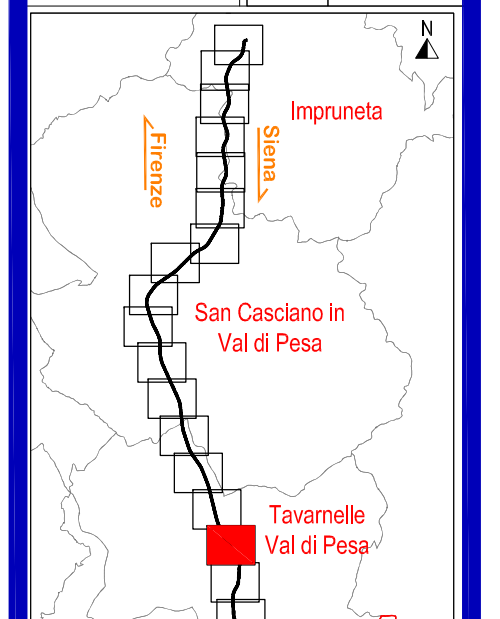 N
Impruneta
Firenze
Siena
San Casciano in
Val di Pesa
Tavarnelle
Val di Pesa